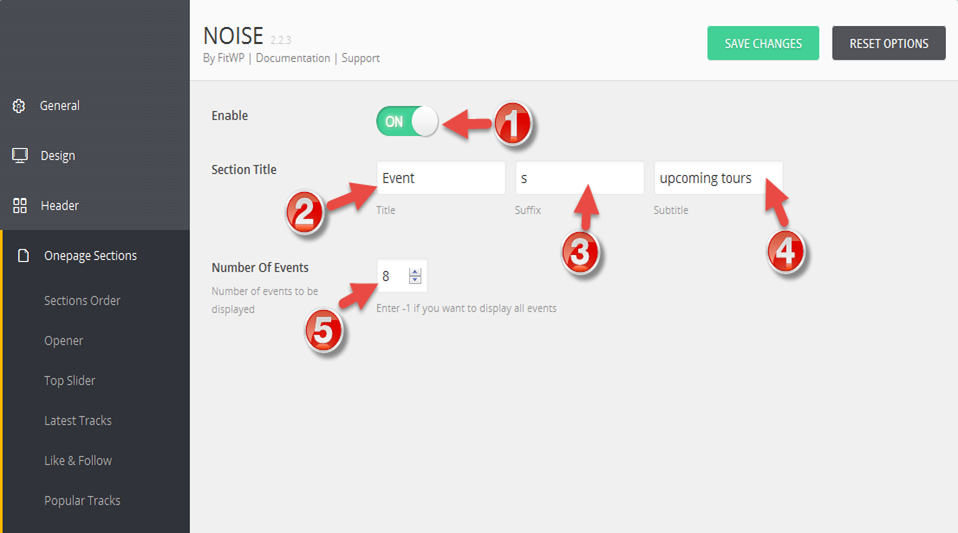 NOISE 2.2.3
By FitWP | Documentation | Support
SAVE CHANGES
RESET OPTIONS
General
Design
Header
Onepage Sections
Sections Order
Opener
Top Slider
Latest Tracks
Like & Follow
Popular Tracks
Enable
ON
1
Section Title
Event
s
upcoming tours
Title
Suffix
Subtitle
2
3
4
Number Of Events
Number of events to be
displayed
8
Enter -1 if you want to display all events
5